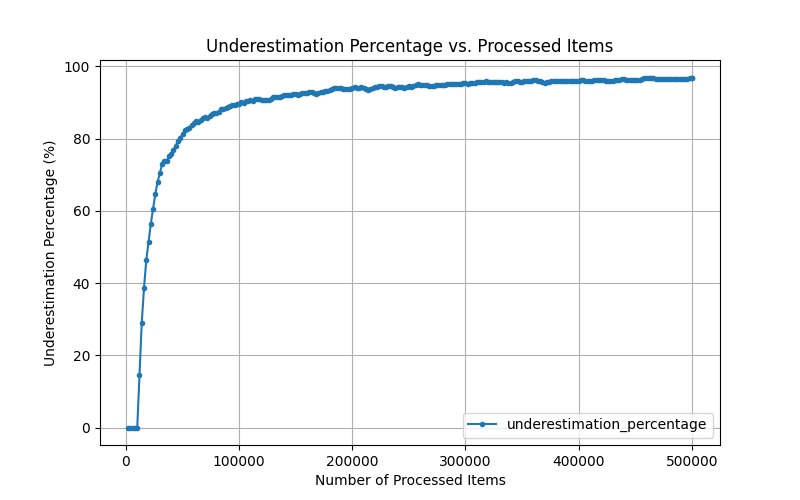 Underestimation Percentage vs. Processed Items
100
80
60
40
20
0
Underestimation Percentage (%)
underestimation_percentage
0 100000 200000 300000 400000 500000
Number of Processed Items